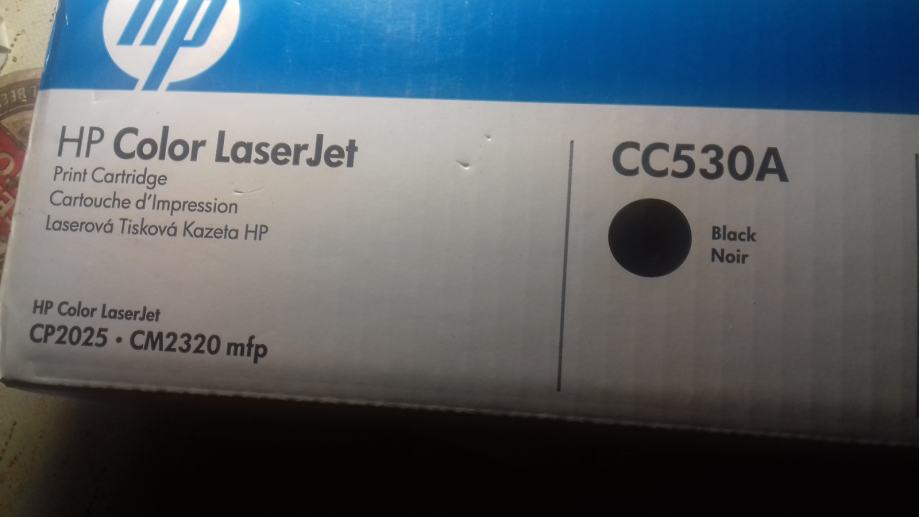 hp
HP Color LaserJet
Print Cartridge
Cartouche d'Impression
Laserová Tisková Kazeta HP
HP Color LaserJet
CP2025 • CM2320 mfp
CC530A
Black
Noir